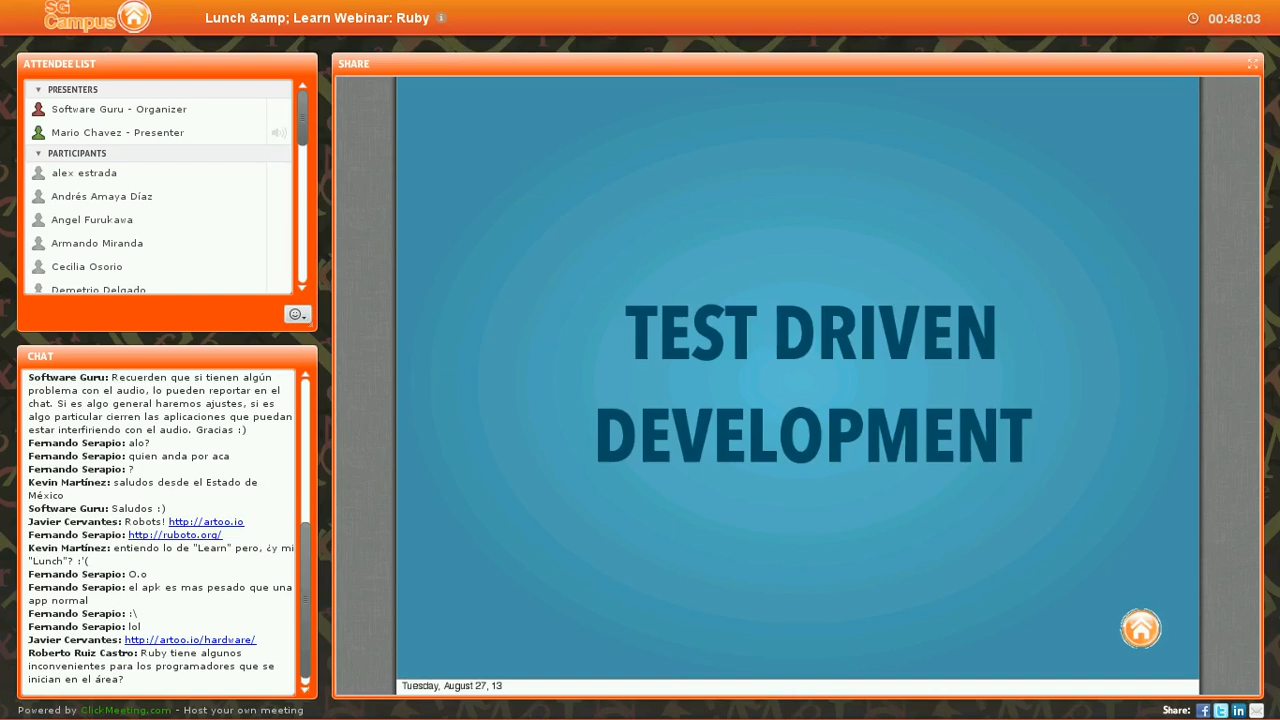 SG
Campus
Lunch &amp; Learn Webinar: Ruby
00:48:03
ATTENDEE LIST
PRESENTERS
Software Guru - Organizer
Mario Chavez - Presenter
PARTICIPANTS
alex estrada
Andrés Amaya Díaz
Angel Furukawa
Armando Miranda
Cecilia Osorio
Demetrio Delgado
CHAT
Software Guru: Recuerden que si tienen algún
problema con el audio, lo pueden reportar en el
chat. Si es algo general haremos ajustes, si es
algo particular cierren las aplicaciones que puedan
estar interfiriendo con el audio. Gracias :)
Fernando Serapio: alo?
Fernando Serapio: quien anda por aca
Fernando Serapio: ?
Kevin Martínez: saludos desde el Estado de
México
Software Guru: Saludos :)
Javier Cervantes: Robots! http://artoo.io
Fernando Serapio: http://ruboto.org/
Kevin Martínez: entiendo lo de "Learn" pero, ¿y mi
"Lunch"? :'(
Fernando Serapio: O.o
Fernando Serapio: el apk es mas pesado que una
app normal
Fernando Serapio: :\
Fernando Serapio: lol
Javier Cervantes: http://artoo.io/hardware/
Roberto Ruiz Castro: Ruby tiene algunos
inconvenientes para los programadores que se
inician en el área?
SHARE
TEST DRIVEN
DEVELOPMENT
Tuesday, August 27, 13
Powered by ClickMeeting.com - Host your own meeting
Share: